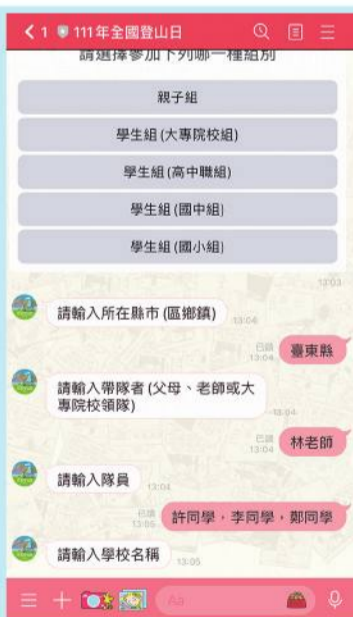 1 111年全國登山日
請選擇參加下列哪一種組別
親子組
學生組(大專院校組)
學生組(高中職組)
學生組(國中組)
學生組(國小組)
13:03
請輸入所在縣市(區鄉鎮)
13:04
已讀
13:04
臺東縣
請輸入帶隊者(父母、老師或大
專院校領隊)
13:04
已讀
13:04
林老師
請輸入隊員
13:04
已讀
13:05
許同學，李同學，鄭同學
請輸入學校名稱
13:05
Aa